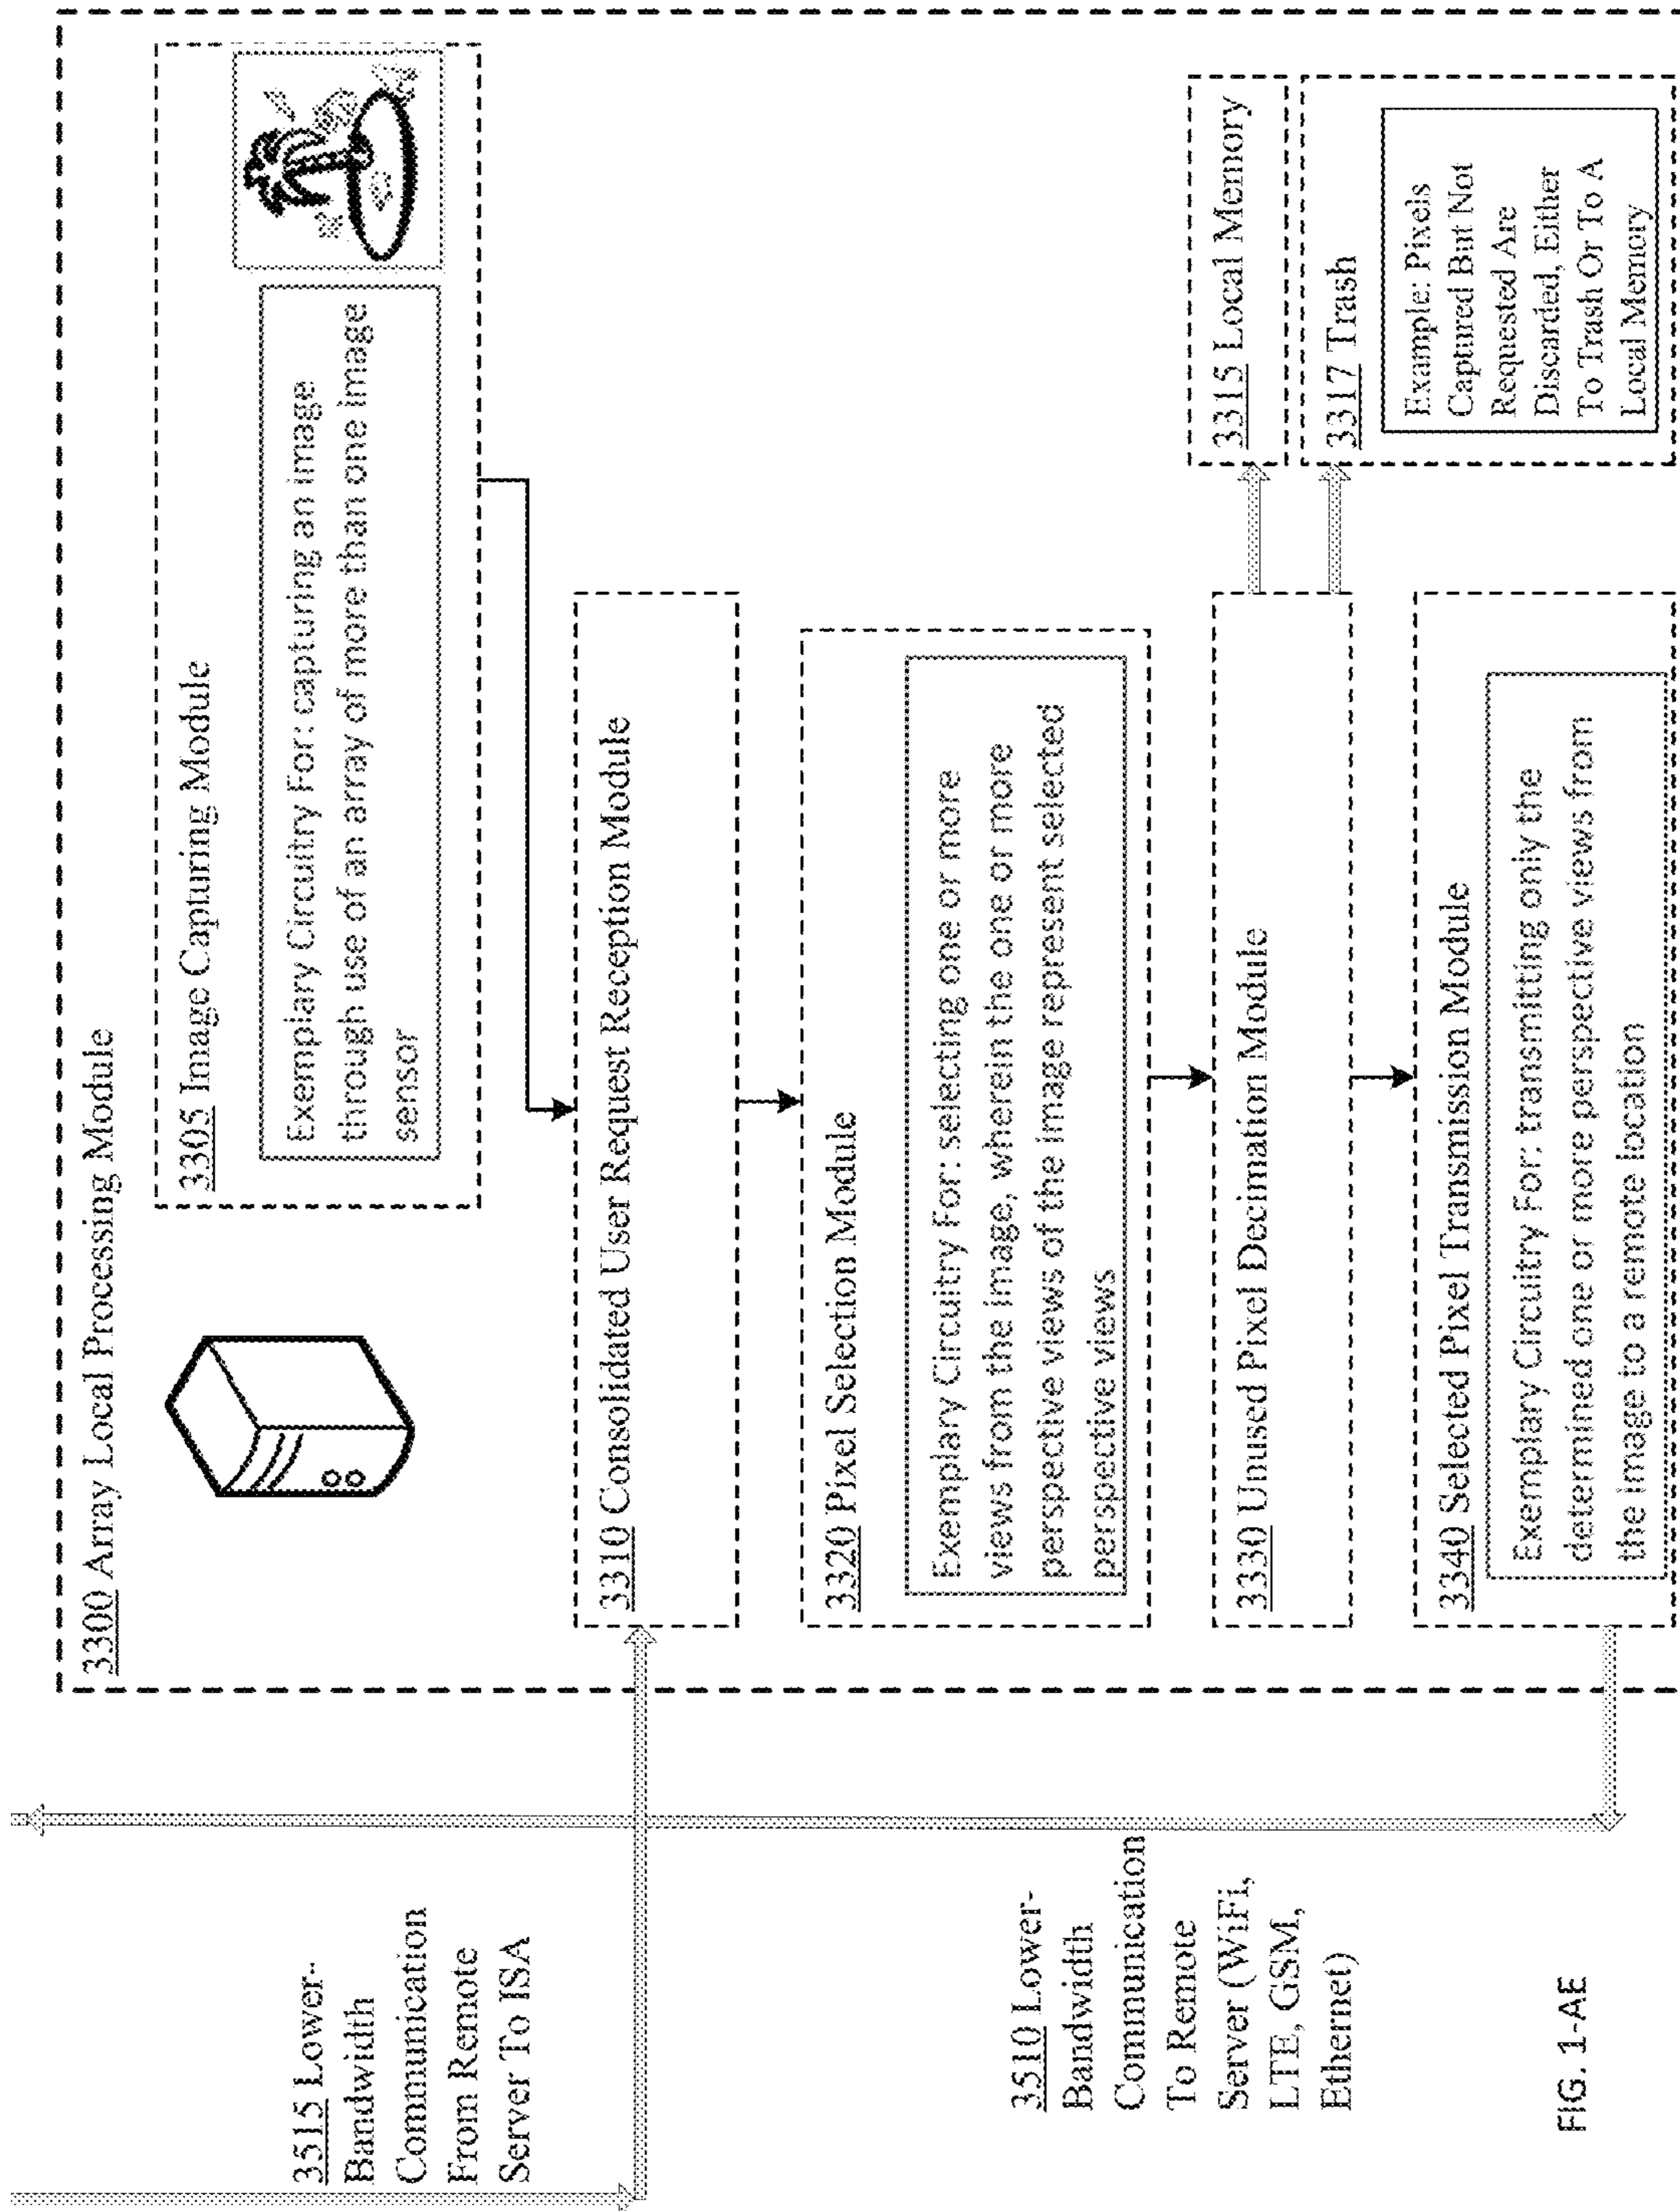 3300 Array Local Processing Module
3305 Image Capturing Module
Exemplary Circuitry For: capturing an image
through use of an array of more than one image
sensor
3515 Lower-
Bandwidth
Communication
From Remote
Server To ISA
3310 Consolidated User Request Reception Module
3320 Pixel Selection Module
Exemplary Circuitry For: selecting one or more
views from the image, wherein the one or more
perspective views of the image represent selected
perspective views
3510 Lower-
Bandwidth
Communication
To Remote
Server (WiFi,
LTE, GSM,
Ethernet)
3330 Unused Pixel Decimation Module
3315 Local Memory
3317 Trash
Example: Pixels
Captured But Not
Requested Are
Discarded, Either
To Trash Or To A
Local Memory
3340 Selected Pixel Transmission Module
Exemplary Circuitry For: transmitting only the
determined one or more perspective views from
the image to a remote location
FIG. 1-AE